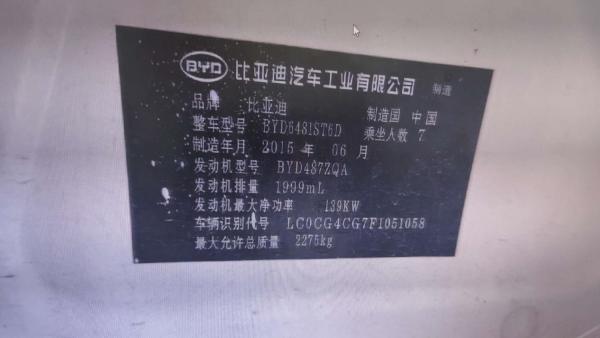 BYD 比亚迪汽车工业有限公司 制造
品牌 比亚迪 制造国 中国
整车型号 BYD6481ST6D 乘坐人数 7
制造年月 2015 年 06 月
发动机型号 BYD487ZQA
发动机排量 1999mL
发动机最大净功率 139KW
车辆识别代号 LC0CG4CG7F1051058
最大允许总质量 2275kg